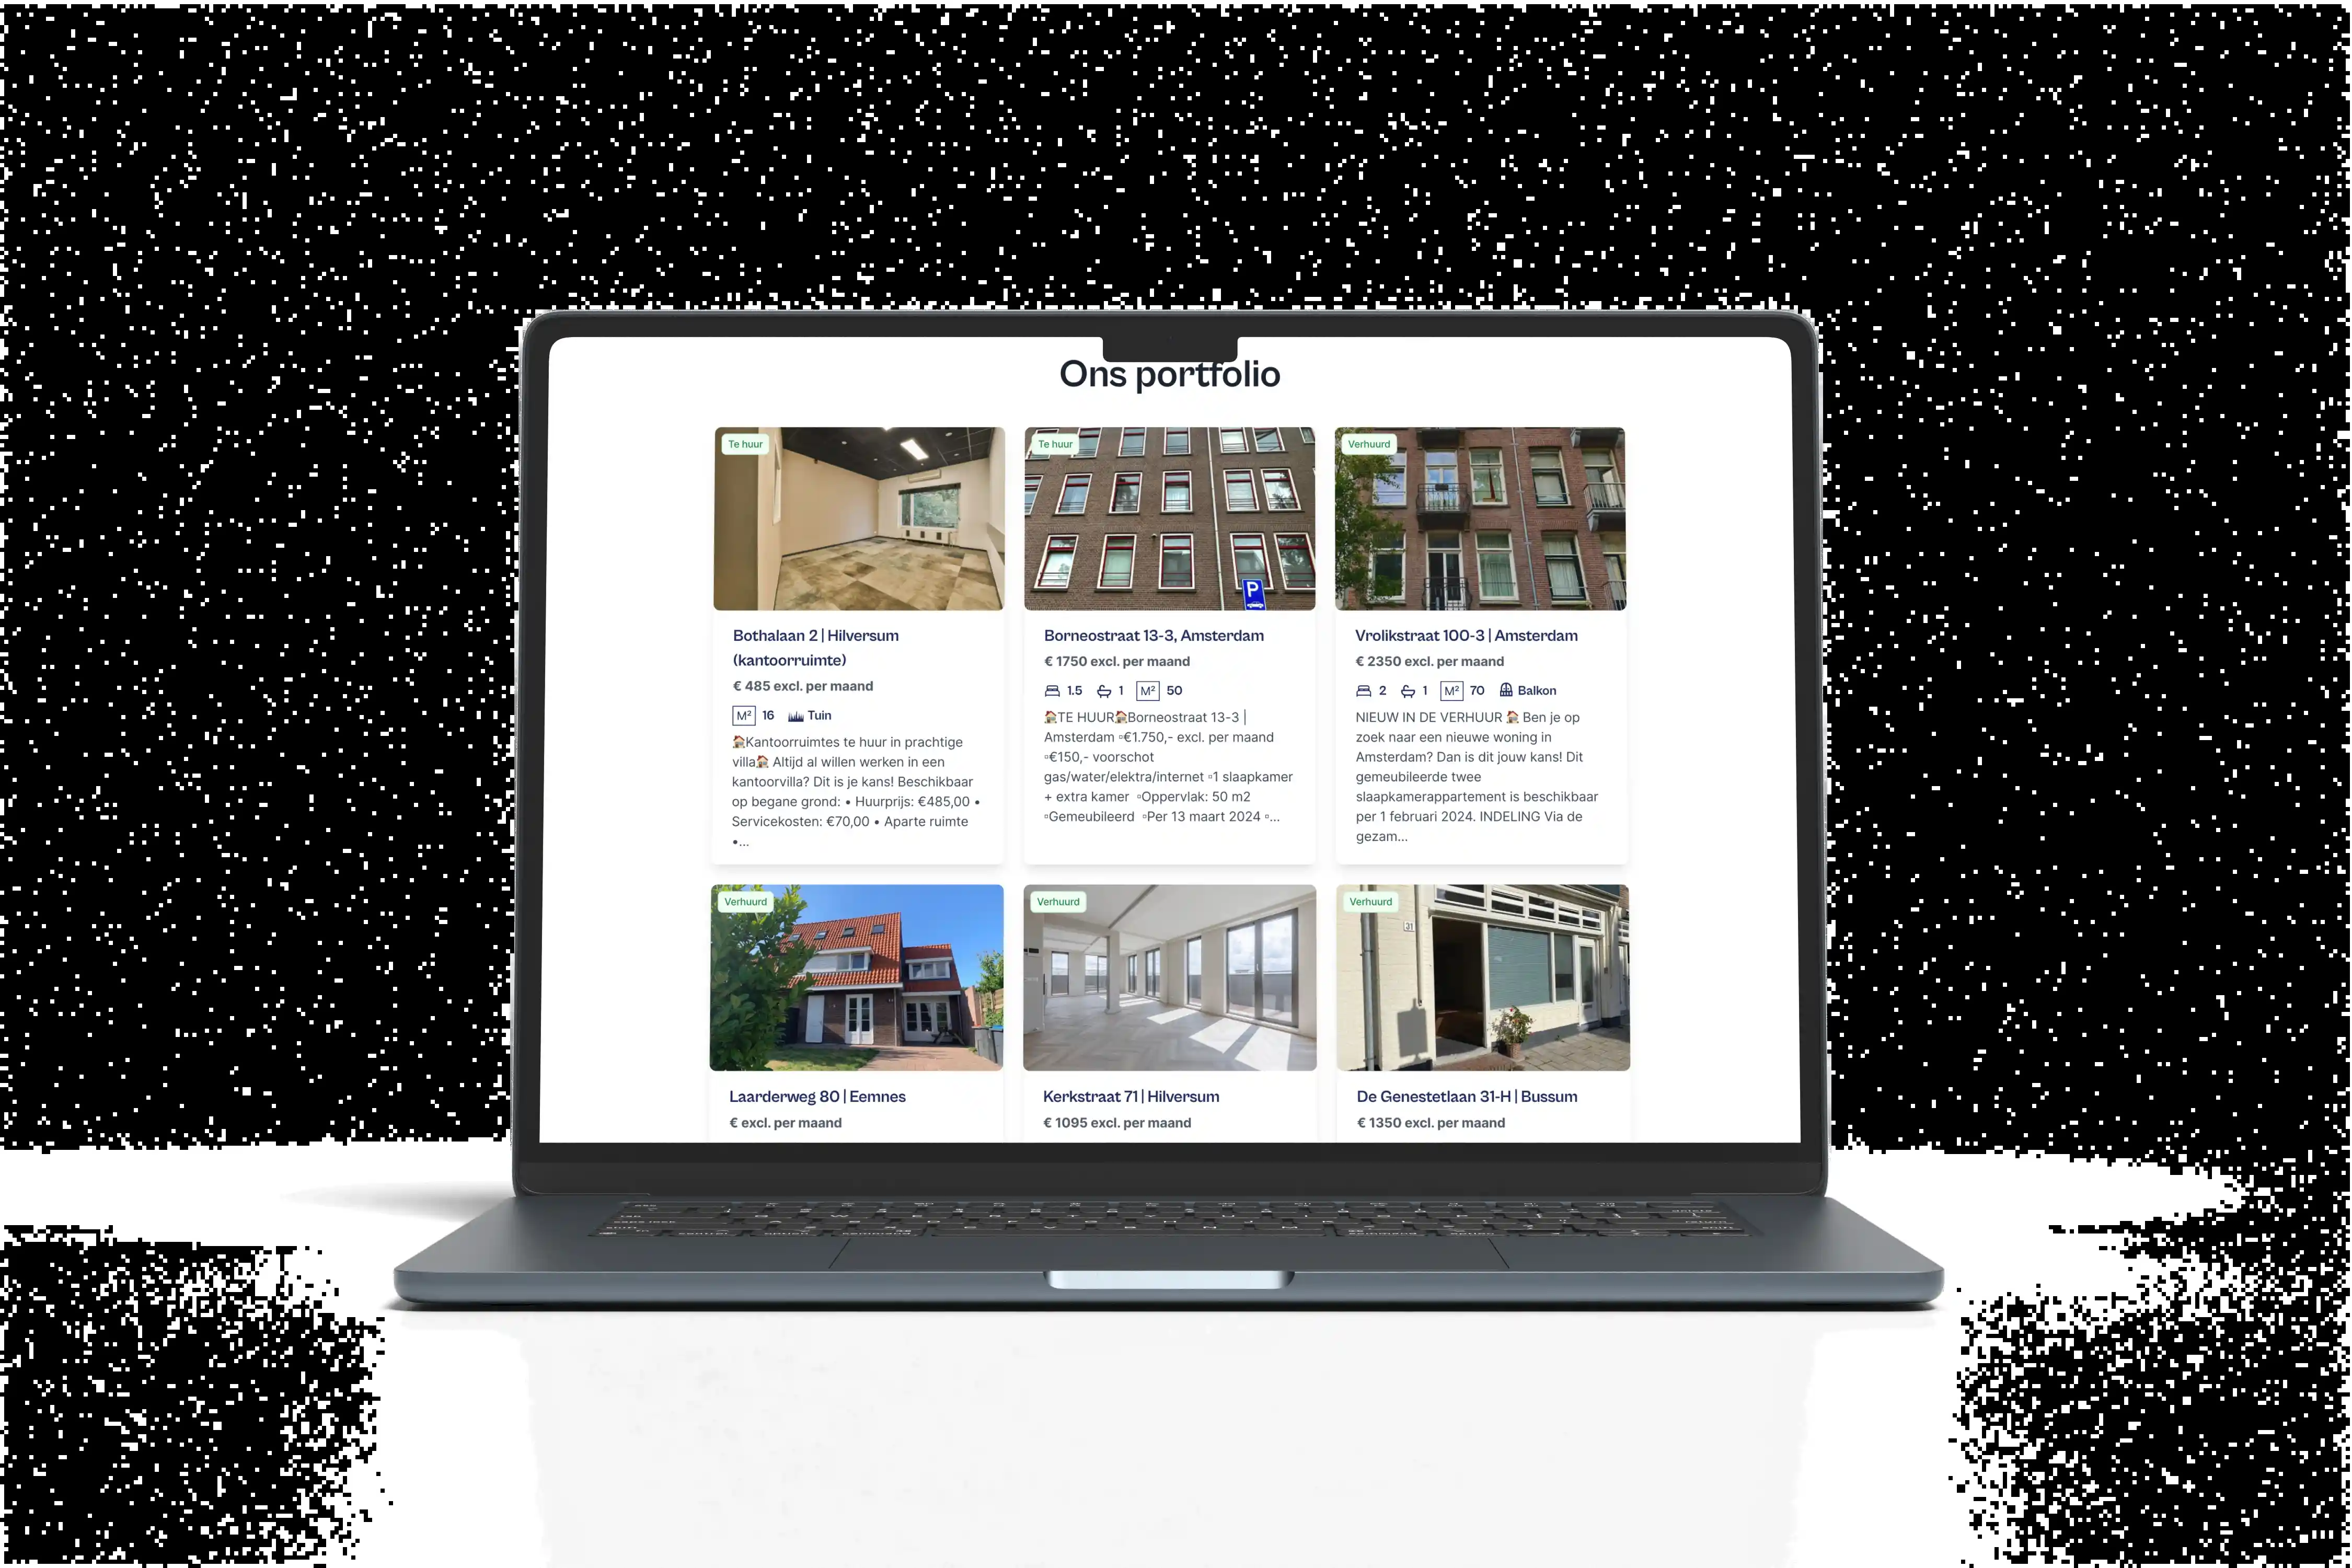 Ons portfolio
Te huur
Bothalaan 2 | Hilversum
(kantoorruimte)
€ 485 excl. per maand
M² 16 Tuin
🏠Kantoorruimtes te huur in prachtige
villa🏠 Altijd al willen werken in een
kantoorvilla? Dit is je kans! Beschikbaar
op begane grond: • Huurprijs: €485,00 •
Servicekosten: €70,00 • Aparte ruimte
•...
Te huur
P
Borneostraat 13-3, Amsterdam
€ 1750 excl. per maand
1.5 1 M² 50
🏠TE HUUR🏠Borneostraat 13-3 |
Amsterdam ▫€1.750,- excl. per maand
▫€150,- voorschot
gas/water/elektra/internet ▫1 slaapkamer
+ extra kamer ▫Oppervlak: 50 m2
▫Gemeubileerd ▫Per 13 maart 2024 ▫...
Verhuurd
Vrolikstraat 100-3 | Amsterdam
€ 2350 excl. per maand
2 1 M² 70 Balkon
NIEUW IN DE VERHUUR 🏠 Ben je op
zoek naar een nieuwe woning in
Amsterdam? Dan is dit jouw kans! Dit
gemeubileerde twee
slaapkamerappartement is beschikbaar
per 1 februari 2024. INDELING Via de
gezam...
Verhuurd
Laarderweg 80 | Eemnes
€ excl. per maand
Verhuurd
Kerkstraat 71 | Hilversum
€ 1095 excl. per maand
Verhuurd
31
De Genestetlaan 31-H | Bussum
€ 1350 excl. per maand